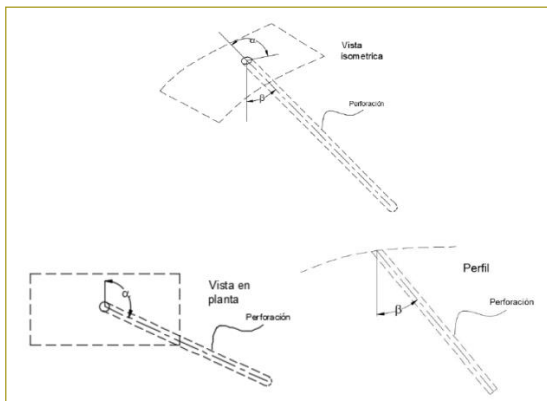 α
Vista
isometrica
β
Perforación
Vista en
planta
α
Perforación
Perfil
β
Perforación